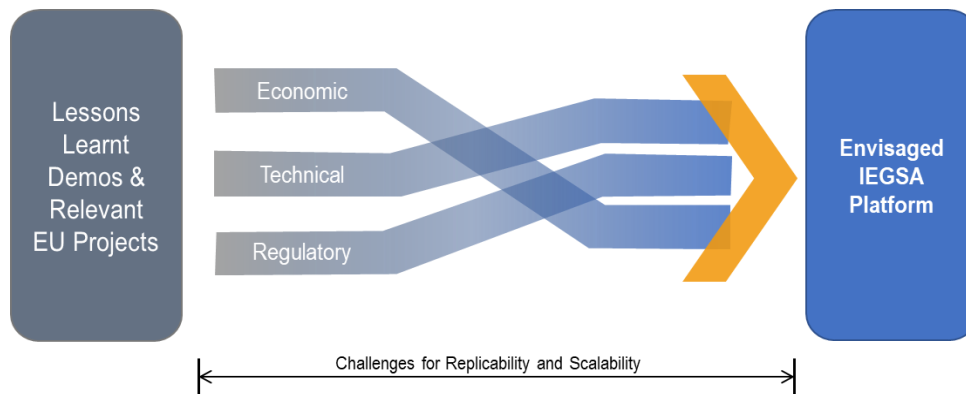 Lessons
Learnt
Demos &
Relevant
EU Projects
Economic
Technical
Regulatory
Envisaged
IEGSA
Platform
Challenges for Replicability and Scalability